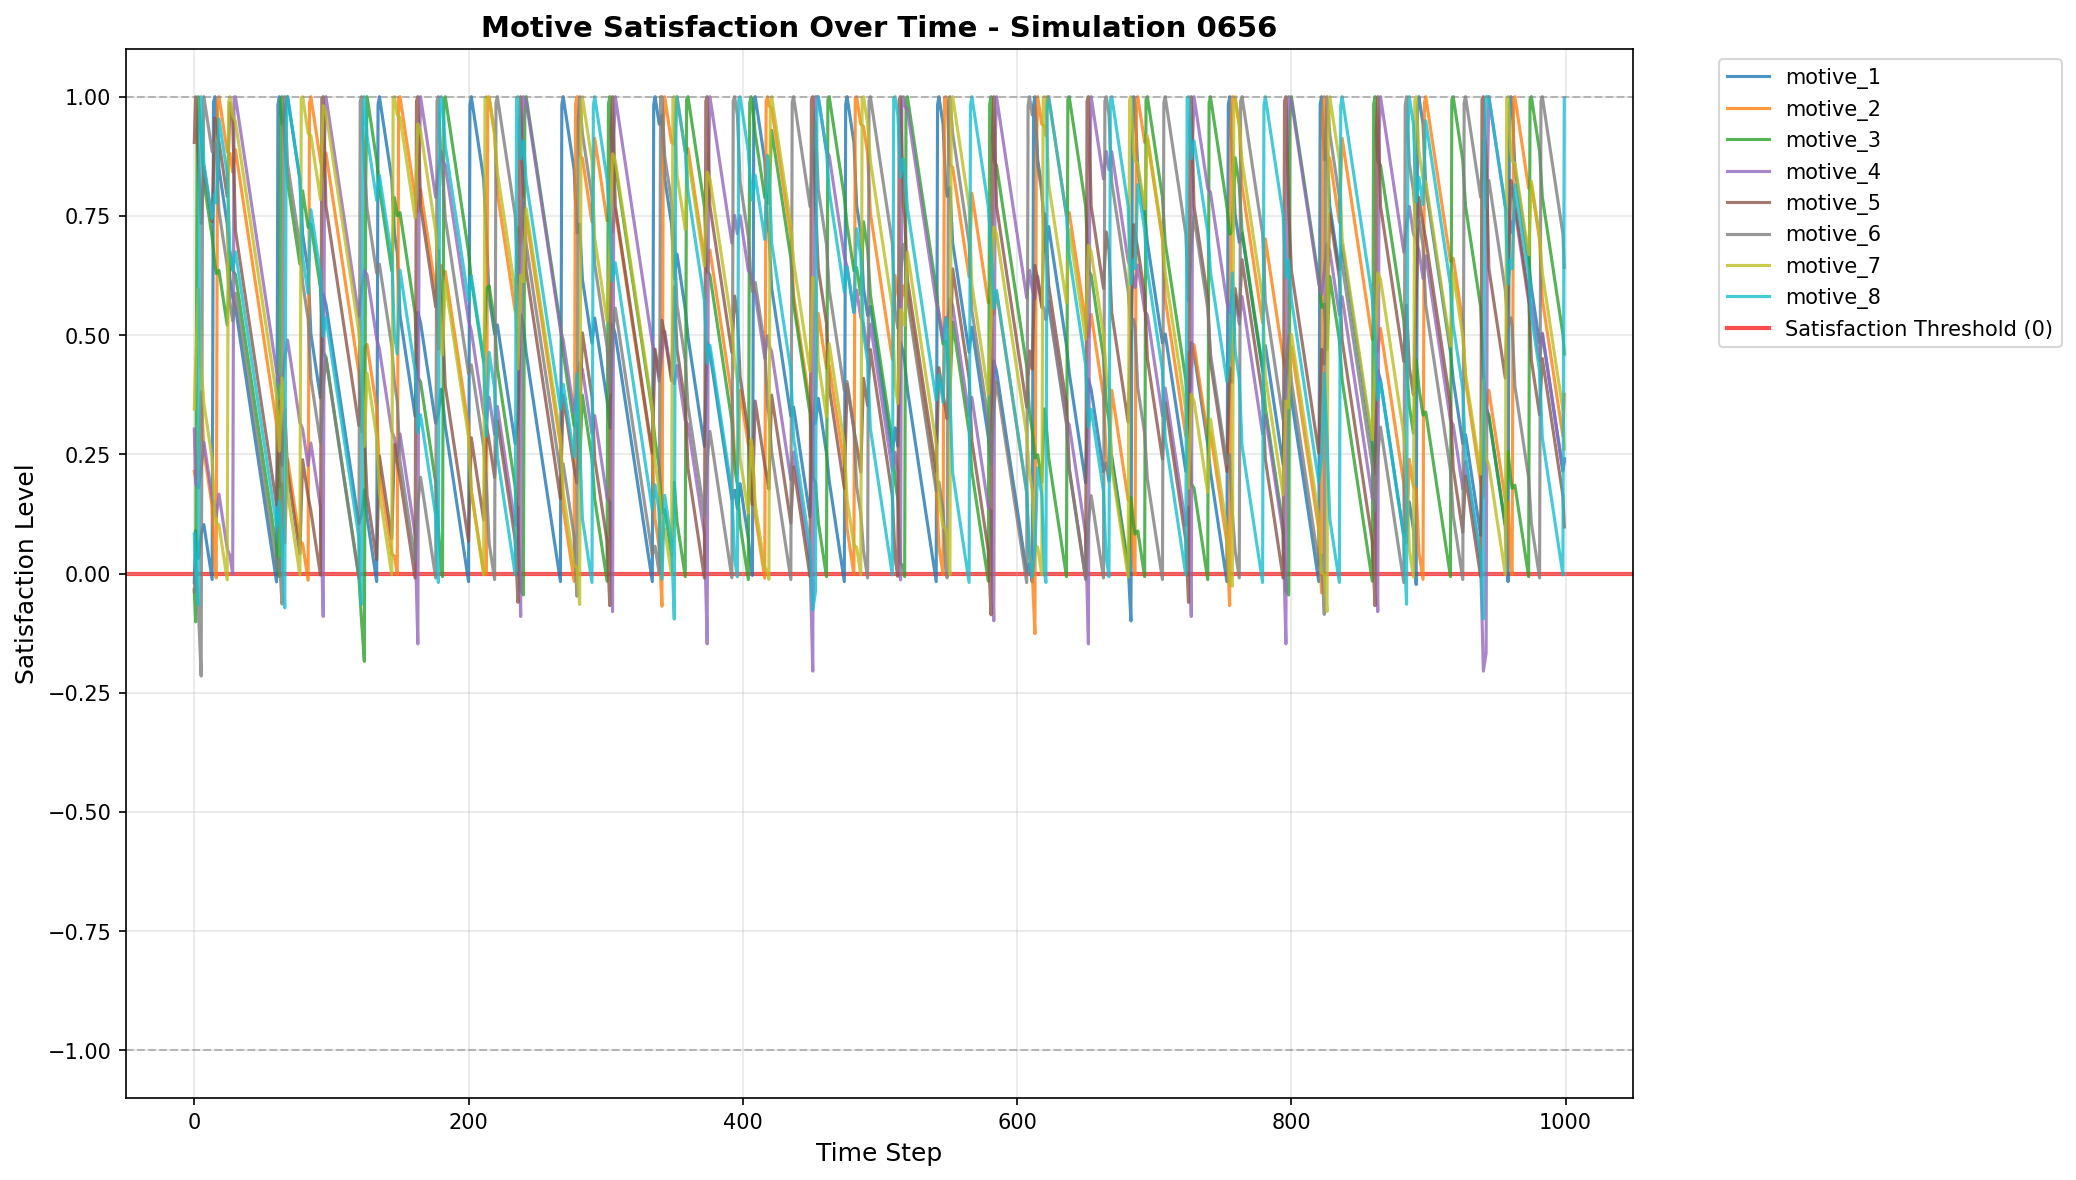 Motive Satisfaction Over Time - Simulation 0656
1.00
0.75
0.50
0.25
0.00
−0.25
−0.50
−0.75
−1.00
Satisfaction Level
0 200 400 600 800 1000
Time Step
motive_1
motive_2
motive_3
motive_4
motive_5
motive_6
motive_7
motive_8
Satisfaction Threshold (0)